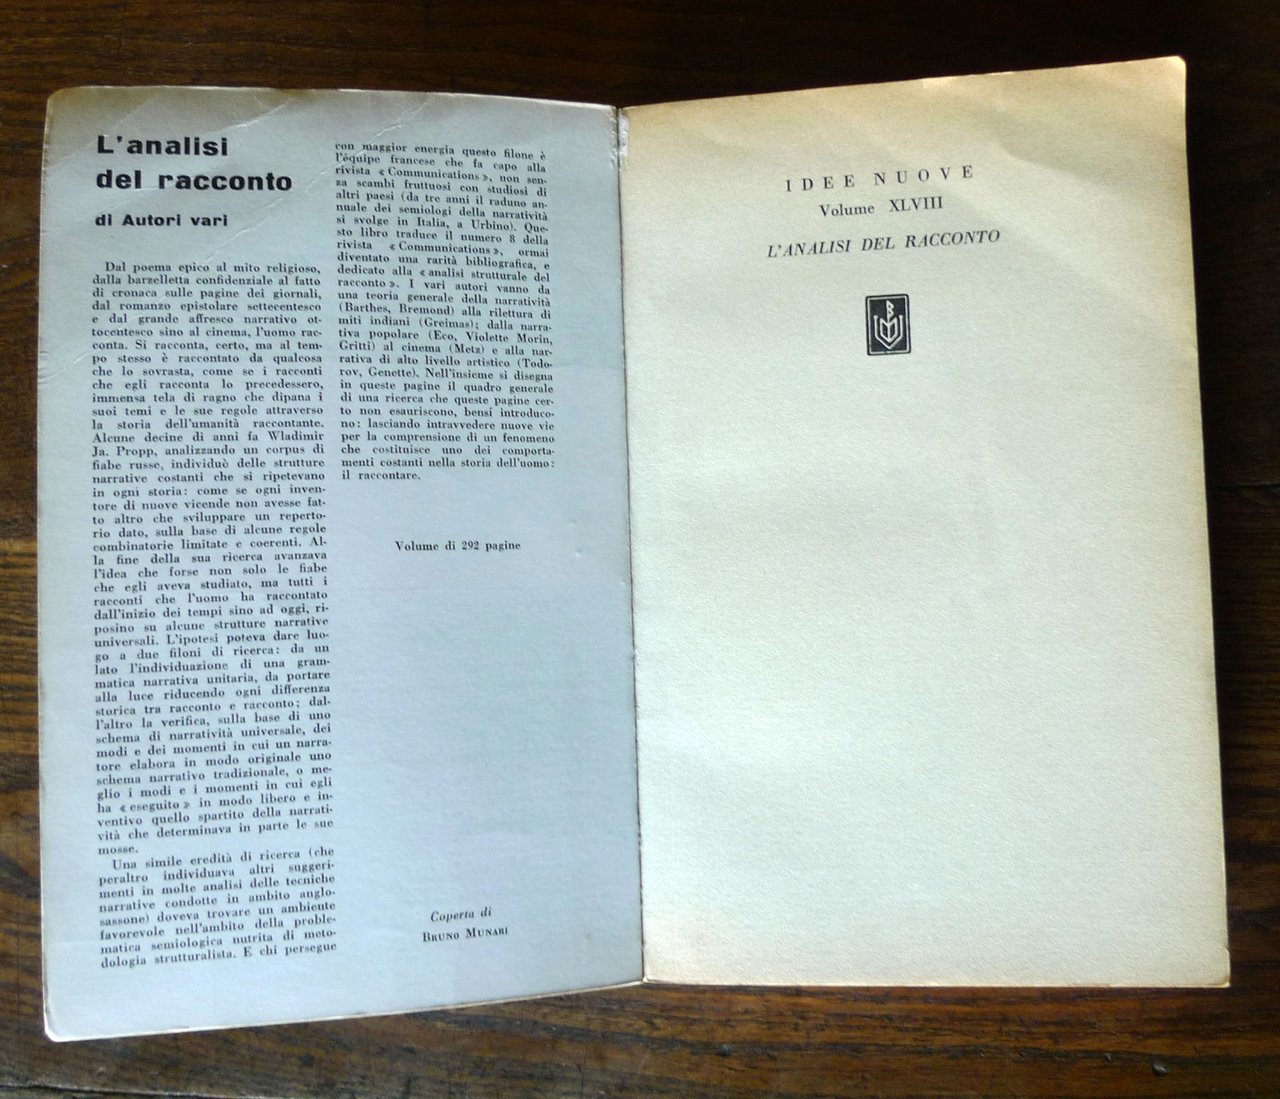 L'analisi
del racconto
di Autori vari
Dal poema epico al mito religioso,
dalla barzelletta confidenziale al fatto
di cronaca sulle pagine dei giornali,
dal romanzo epistolare settecentesco
e dal grande affresco narrativo ot-
tocentesco sino al cinema, l'uomo rac-
conta. Si racconta, certo, ma al tem-
po stesso è raccontato da qualcosa
che lo sovrasta, come se i racconti
che egli racconta lo precedessero,
immensa tela di ragno che dipana i
suoi temi e le sue regole attraverso
la storia dell'umanità raccontante.
Alcune decine di anni fa Wladimir
Ja. Propp, analizzando un corpus di
fiabe russe, individuò delle strutture
narrative costanti che si ripetevano
in ogni storia: come se ogni inven-
tore di nuove vicende non avesse fat-
to altro che sviluppare un reperto-
rio dato, sulla base di alcune regole
combinatorie limitate e coerenti. Al-
la fine della sua ricerca avanzava
l'idea che forse non solo le fiabe
che egli aveva studiato, ma tutti i
racconti che l'uomo ha raccontato
dall'inizio dei tempi sino ad oggi, ri-
posino su alcune strutture narrative
universali. L'ipotesi poteva dare luo-
go a due filoni di ricerca: da un
lato l'individuazione di una gram-
matica narrativa unitaria, da portare
alla luce riducendo ogni differenza
storica tra racconto e racconto; dal-
l'altro la verifica, sulla base di uno
schema di narratività universale, dei
modi e dei momenti in cui un narra-
tore elabora in modo originale uno
schema narrativo tradizionale, o me-
glio i modi e i momenti in cui egli
ha « eseguito » in modo libero e in-
ventivo quello spartito della narrati-
vità che determinava in parte le sue
mosse.
Una simile eredità di ricerca (che
peraltro individuava altri suggeri-
menti in molte analisi delle tecniche
narrative condotte in ambito anglo-
sassone) doveva trovare un ambiente
favorevole nell'ambito della proble-
matica semiologica nutrita di meto-
dologia strutturalista. E chi persegue
con maggior energia questo filone è
l'équipe francese che fa capo alla
rivista « Communications », non sen-
za scambi fruttuosi con studiosi di
altri paesi (da tre anni il raduno an-
nuale dei semiologi della narratività
si svolge in Italia, a Urbino). Que-
sto libro traduce il numero 8 della
rivista « Communications », ormai
diventato una rarità bibliografica, e
dedicato alla « analisi strutturale del
racconto ». I vari autori vanno da
una teoria generale della narratività
(Barthes, Bremond) alla rilettura di
miti indiani (Greimas); dalla narra-
tiva popolare (Eco, Violette Morin,
Gritti) al cinema (Metz) e alla nar-
rativa di alto livello artistico (Todo-
rov, Genette). Nell'insieme si disegna
in queste pagine il quadro generale
di una ricerca che queste pagine cer-
to non esauriscono, bensì introduco-
no: lasciando intravvedere nuove vie
per la comprensione di un fenomeno
che costituisce uno dei comporta-
menti costanti nella storia dell'uomo:
il raccontare.
Volume di 292 pagine
Coperta di
BRUNO MUNARI
IDEE NUOVE
Volume XLVIII
L'ANALISI DEL RACCONTO